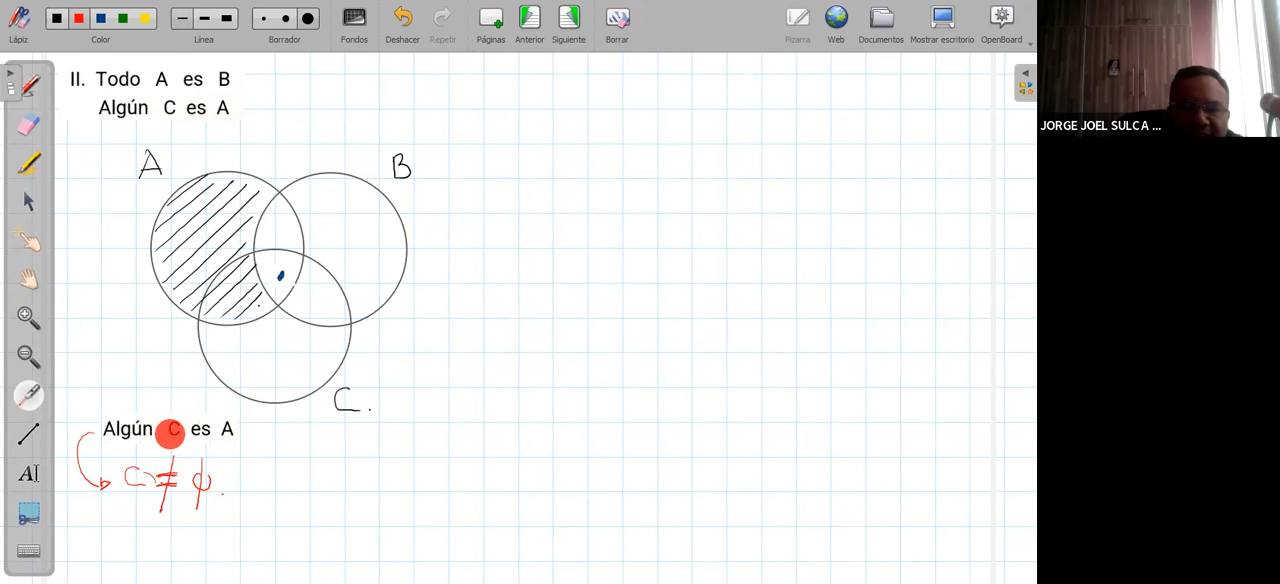 Lápiz
Color
Línea
Borrador
Fondos
Deshacer
Repetir
Páginas
Anterior
Siguiente
Borrar
Pizarra
Web
Documentos
Mostrar escritorio
OpenBoard
II. Todo A es B
Algún C es A
A
B
C.
Algún C es A
C ≠ ϕ.
JORGE JOEL SULCA ...